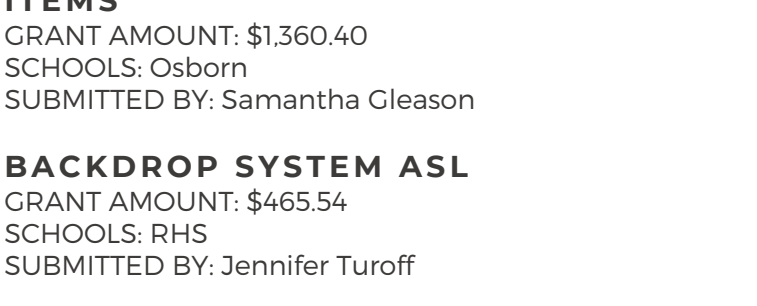 ITEMS
GRANT AMOUNT: $1,360.40
SCHOOLS: Osborn
SUBMITTED BY: Samantha Gleason
BACKDROP SYSTEM ASL
GRANT AMOUNT: $465.54
SCHOOLS: RHS
SUBMITTED BY: Jennifer Turoff